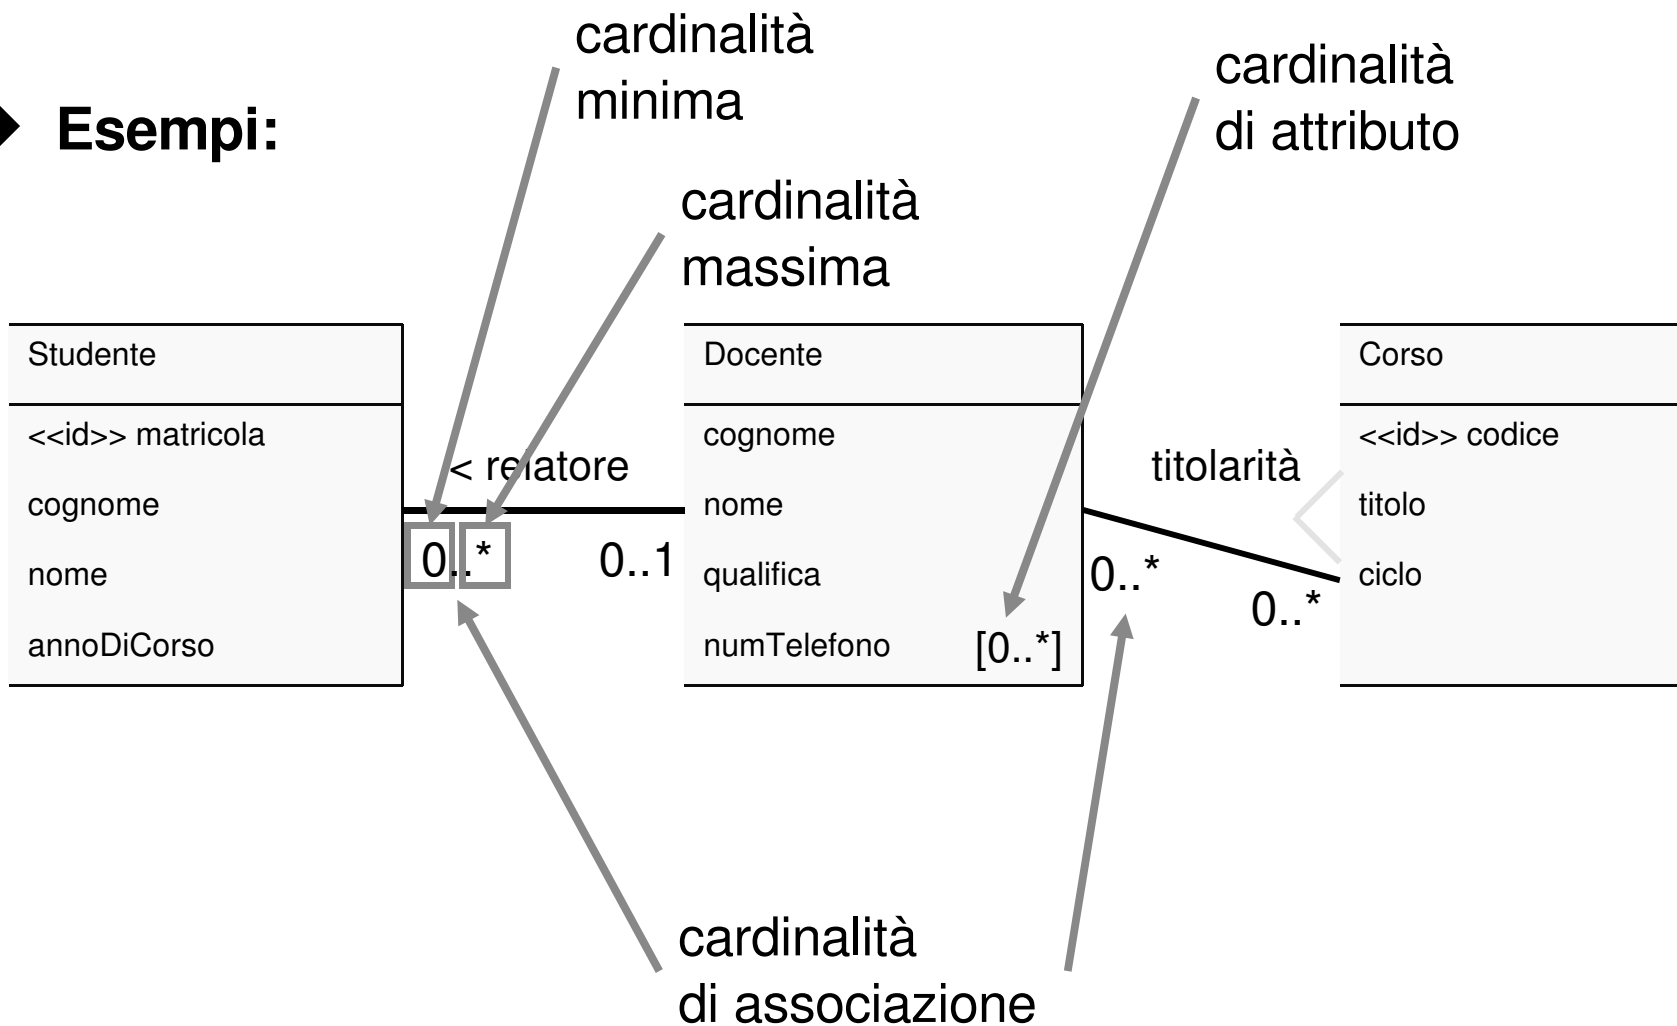 cardinalità
minima
cardinalità
di attributo
Esempi:
cardinalità
massima
Studente
<<id>> matricola
cognome
nome
annoDiCorso
< relatore
0..*
0..1
Docente
cognome
nome
qualifica
numTelefono [0..*]
titolarità
0..*
0..*
Corso
<<id>> codice
titolo
ciclo
cardinalità
di associazione